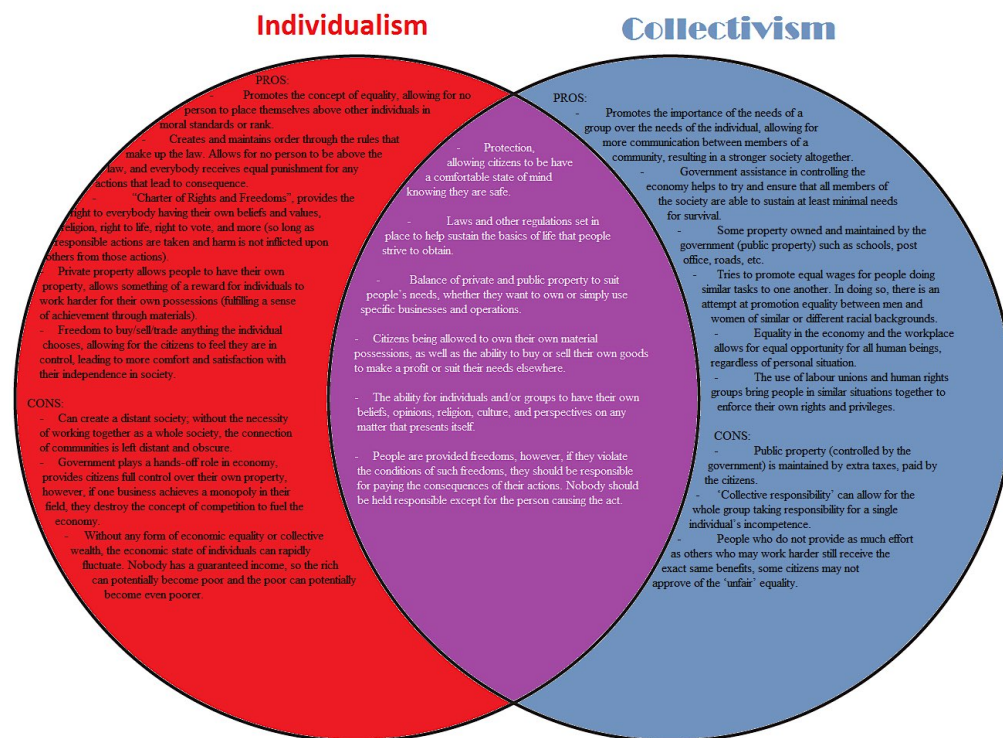 Individualism
Collectivism
PROS:
- Promotes the concept of equality, allowing for no
person to place themselves above other individuals in
moral standards or rank.
- Creates and maintains order through the rules that
make up the law. Allows for no person to be above the
law, and everybody receives equal punishment for any
actions that lead to consequence.
- "Charter of Rights and Freedoms", provides the
right to everybody having their own beliefs and values,
religion, right to life, right to vote, and more (so long as
responsible actions are taken and harm is not inflicted upon
others from those actions).
- Private property allows people to have their own
property, allows something of a reward for individuals to
work harder for their own possessions (fulfilling a sense
of achievement through materials).
- Freedom to buy/sell/trade anything the individual
chooses, allowing for the citizens to feel they are in
control, leading to more comfort and satisfaction with
their independence in society.
CONS:
- Can create a distant society; without the necessity
of working together as a whole society, the connection
of communities is left distant and obscure.
- Government plays a hands-off role in economy,
provides citizens full control over their own property,
however, if one business achieves a monopoly in their
field, they destroy the concept of competition to fuel the
economy.
- Without any form of economic equality or collective
wealth, the economic state of individuals can rapidly
fluctuate. Nobody has a guaranteed income, so the rich
can potentially become poor and the poor can potentially
become even poorer.
- Protection,
allowing citizens to be have
a comfortable state of mind
knowing they are safe.
- Laws and other regulations set in
place to help sustain the basics of life that people
strive to obtain.
- Balance of private and public property to suit
people's needs, whether they want to own or simply use
specific businesses and operations.
- Citizens being allowed to own their own material
possessions, as well as the ability to buy or sell their own goods
to make a profit or suit their needs elsewhere.
- The ability for individuals and/or groups to have their own
beliefs, opinions, religion, culture, and perspectives on any
matter that presents itself.
- People are provided freedoms, however, if they violate
the conditions of such freedoms, they should be responsible
for paying the consequences of their actions. Nobody should
be held responsible except for the person causing the act.
PROS:
- Promotes the importance of the needs of a
group over the needs of the individual, allowing for
more communication between members of a
community, resulting in a stronger society altogether.
- Government assistance in controlling the
economy helps to try and ensure that all members of
the society are able to sustain at least minimal needs
for survival.
- Some property owned and maintained by the
government (public property) such as schools, post
office, roads, etc.
- Tries to promote equal wages for people doing
similar tasks to one another. In doing so, there is an
attempt at promotion equality between men and
women of similar or different racial backgrounds.
- Equality in the economy and the workplace
allows for equal opportunity for all human beings,
regardless of personal situation.
- The use of labour unions and human rights
groups bring people in similar situations together to
enforce their own rights and privileges.
CONS:
- Public property (controlled by the
government) is maintained by extra taxes, paid by
the citizens.
- 'Collective responsibility' can allow for the
whole group taking responsibility for a single
individual's incompetence.
- People who do not provide as much effort
as others who may work harder still receive the
exact same benefits, some citizens may not
approve of the 'unfair' equality.